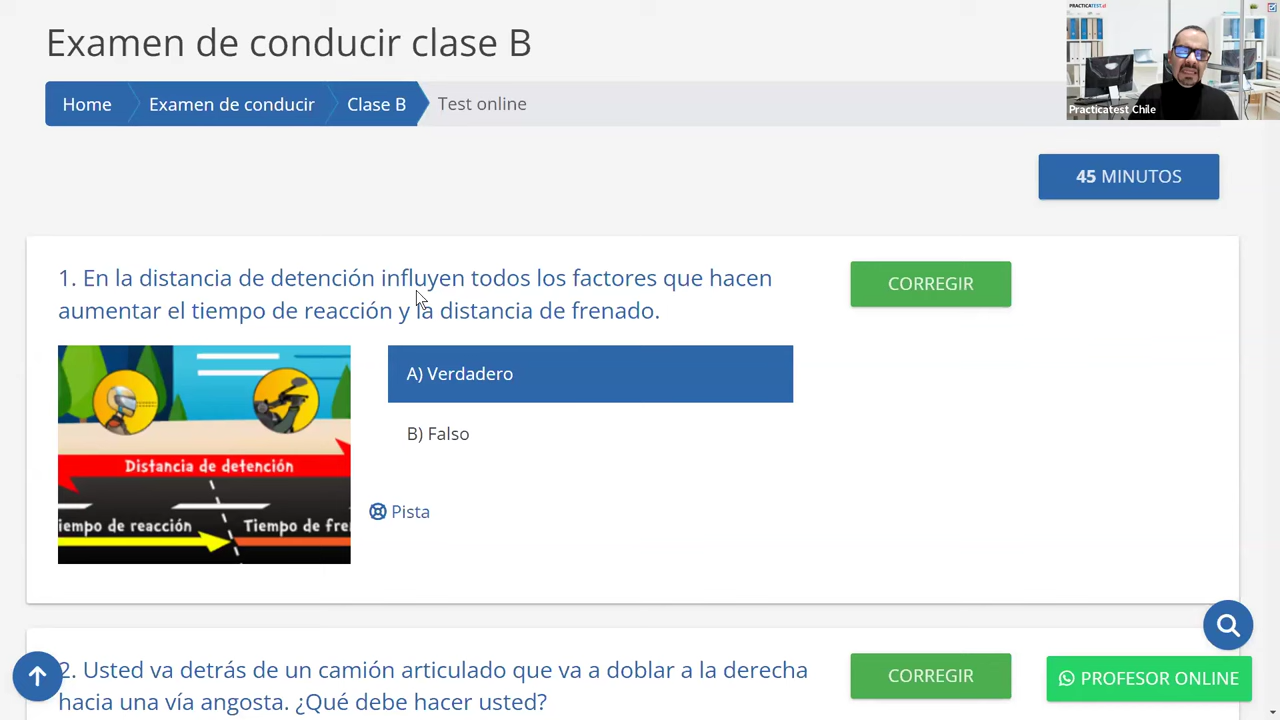 Examen de conducir clase B
PRACTICATEST.cl
Practicatest Chile
Home Examen de conducir Clase B Test online
45 MINUTOS
1. En la distancia de detención influyen todos los factores que hacen
aumentar el tiempo de reacción y la distancia de frenado.
CORREGIR
A) Verdadero
B) Falso
Pista
Distancia de detención
iempo de reacción Tiempo de fre
2. Usted va detrás de un camión articulado que va a doblar a la derecha
hacia una vía angosta. ¿Qué debe hacer usted?
CORREGIR
PROFESOR ONLINE